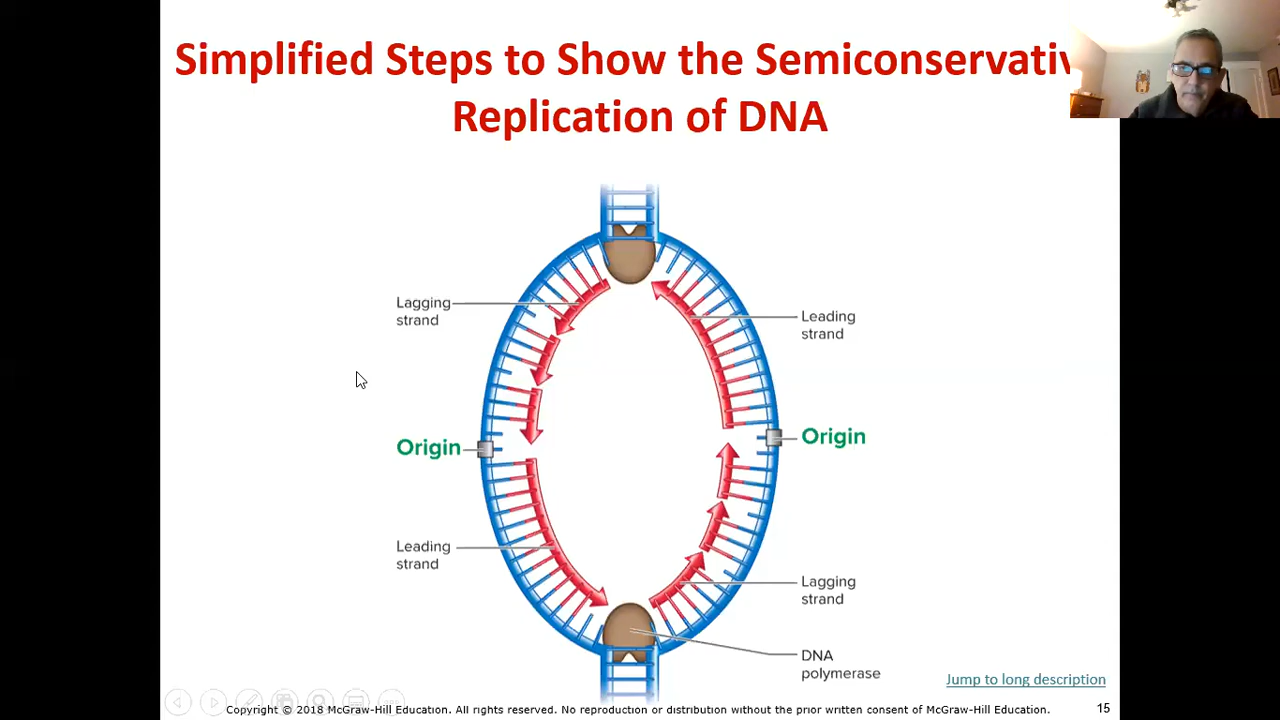 Simplified Steps to Show the Semiconservativ
Replication of DNA
Lagging
strand
Leading
strand
Origin
Origin
Leading
strand
Lagging
strand
DNA
polymerase
Jump to long description
Copyright © 2018 McGraw-Hill Education. All rights reserved. No reproduction or distribution without the prior written consent of McGraw-Hill Education.
15